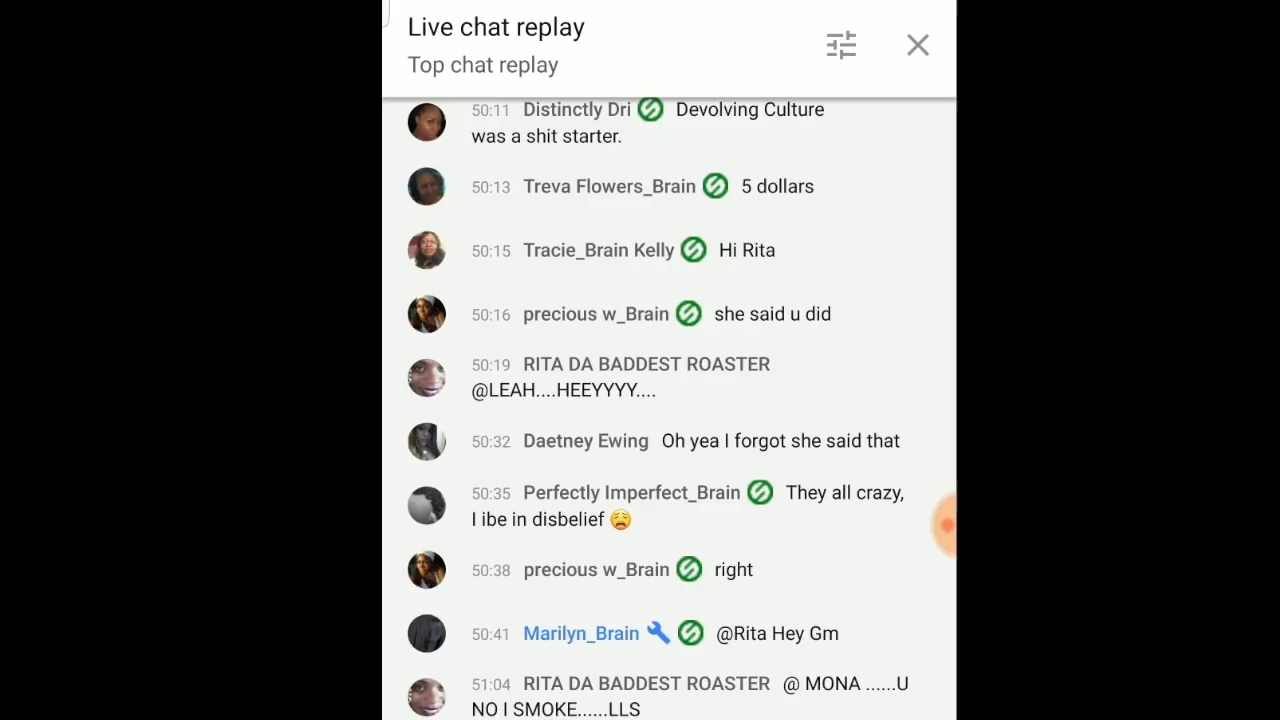 Live chat replay
Top chat replay
50:11 Distinctly Dri Devolving Culture
was a shit starter.
50:13 Treva Flowers_Brain 5 dollars
50:15 Tracie_Brain Kelly Hi Rita
50:16 precious w_Brain she said u did
50:19 RITA DA BADDEST ROASTER
@LEAH....HEEYYYY....
50:32 Daetney Ewing Oh yea I forgot she said that
50:35 Perfectly Imperfect_Brain They all crazy,
I ibe in disbelief 😩
50:38 precious w_Brain right
50:41 Marilyn_Brain @Rita Hey Gm
51:04 RITA DA BADDEST ROASTER @ MONA ......U
NO I SMOKE......LLS